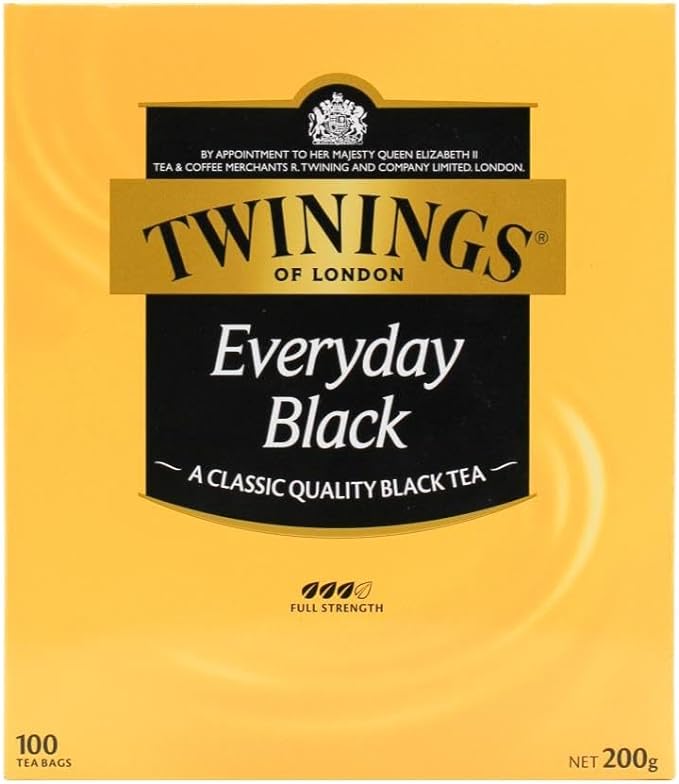 BY APPOINTMENT TO HER MAJESTY QUEEN ELIZABETH II
TEA & COFFEE MERCHANTS R. TWINING AND COMPANY LIMITED. LONDON.
TWININGS®
OF LONDON
Everyday
Black
A CLASSIC QUALITY BLACK TEA
FULL STRENGTH
100
TEA BAGS
NET 200g